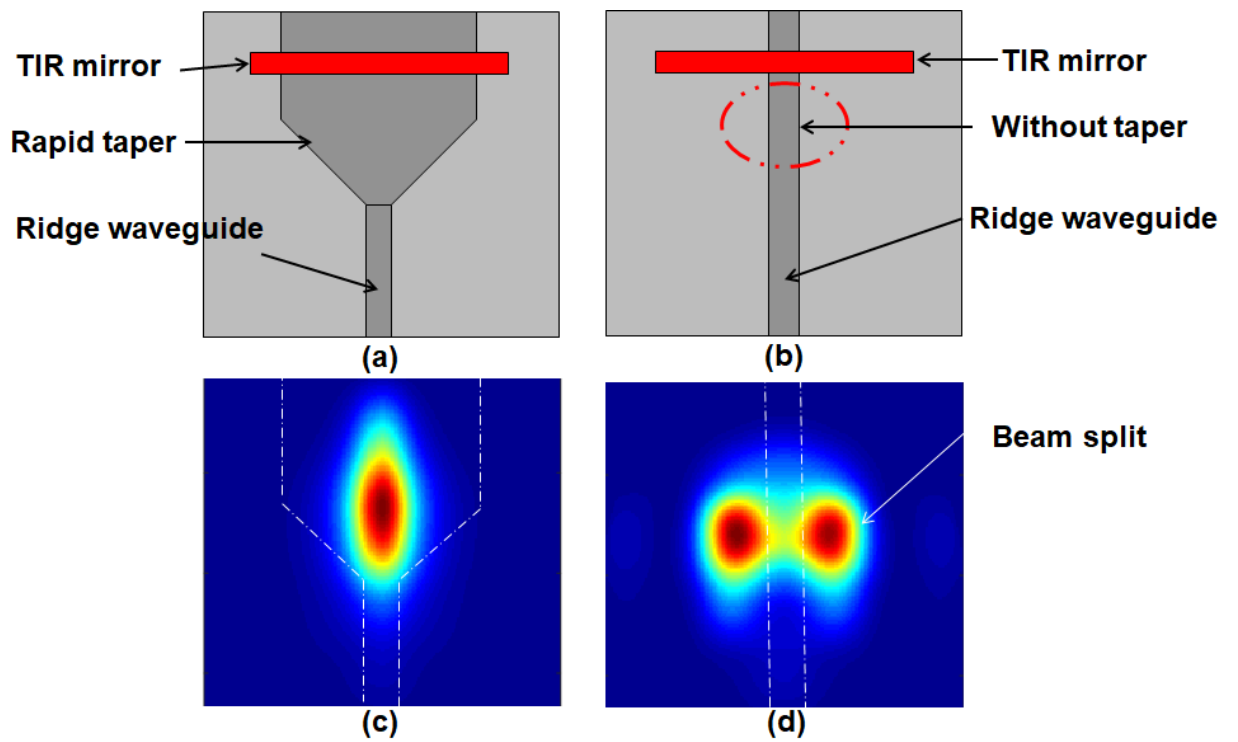 TIR mirror
Rapid taper
Ridge waveguide
(a)
TIR mirror
Without taper
Ridge waveguide
(b)
(c)
Beam split
(d)